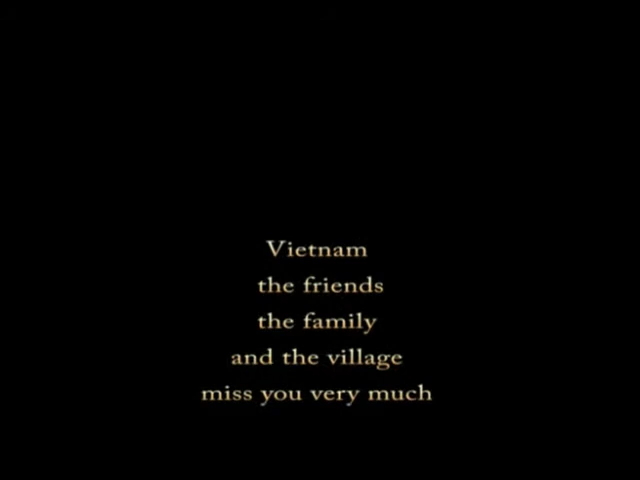 Vietnam
the friends
the family
and the village
miss you very much